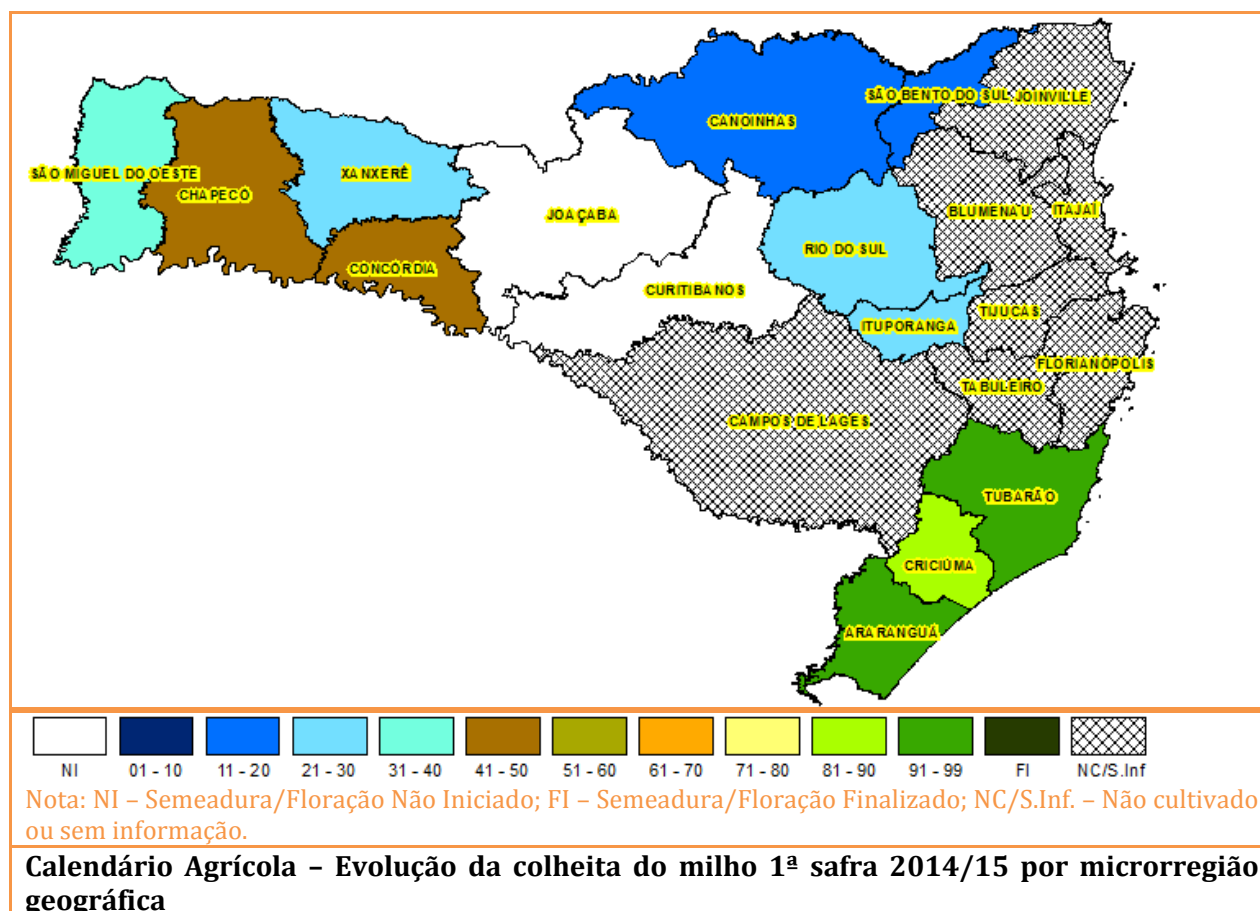 CANOINHAS
SÃO BENTO DO SUL
JOINVILLE
SÃO MIGUEL DO OESTE
CHAPECÓ
XANXERÊ
JOAÇABA
BLUMENAU
ITAJAÍ
RIO DO SUL
CONCÓRDIA
CURITIBANOS
ITUPORANGA
TIJUCAS
FLORIANÓPOLIS
TABULEIRO
CAMPOS DE LAGES
TUBARÃO
CRICIÚMA
ARARANGUÁ
NI 01 - 10 11 - 20 21 - 30 31 - 40 41 - 50 51 - 60 61 - 70 71 - 80 81 - 90 91 - 99 FI NC/S.Inf
Nota: NI – Semeadura/Floração Não Iniciado; FI – Semeadura/Floração Finalizado; NC/S.Inf. – Não cultivado
ou sem informação.
Calendário Agrícola – Evolução da colheita do milho 1ª safra 2014/15 por microrregião
geográfica